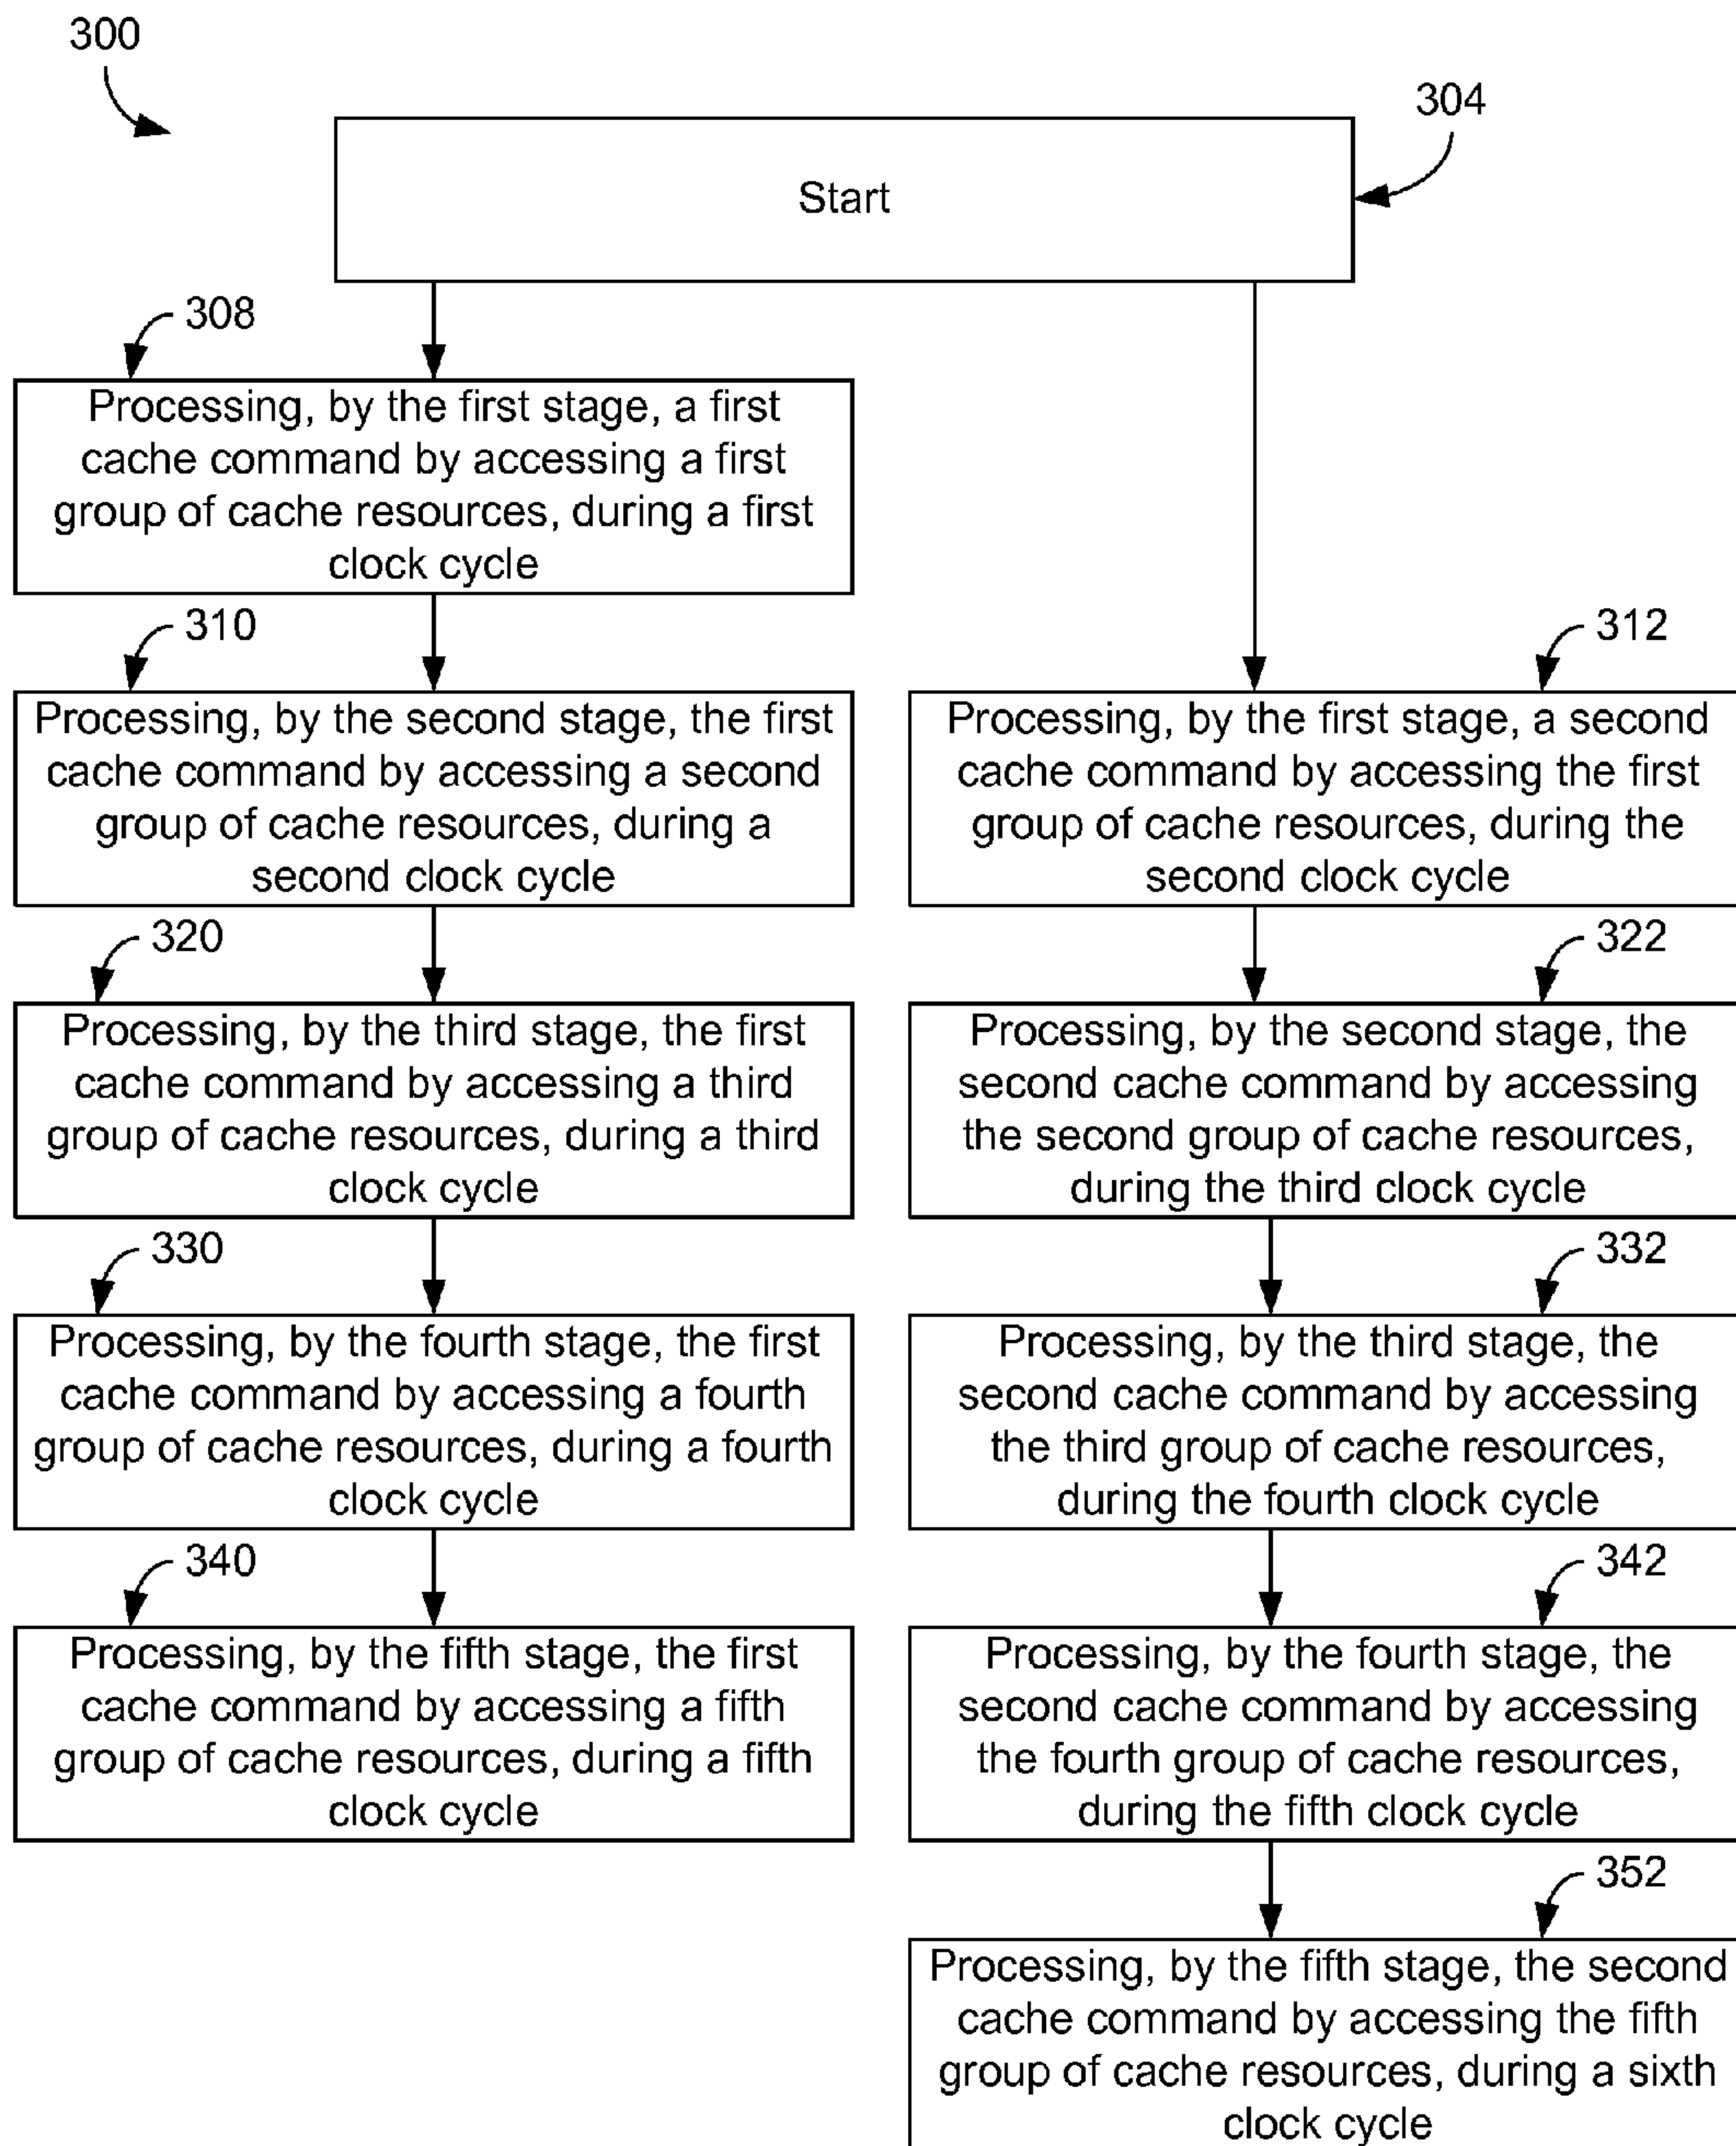 300
304
Start
308
Processing, by the first stage, a first
cache command by accessing a first
group of cache resources, during a first
clock cycle
310
Processing, by the second stage, the first
cache command by accessing a second
group of cache resources, during a
second clock cycle
312
Processing, by the first stage, a second
cache command by accessing the first
group of cache resources, during the
second clock cycle
320
Processing, by the third stage, the first
cache command by accessing a third
group of cache resources, during a third
clock cycle
322
Processing, by the second stage, the
second cache command by accessing
the second group of cache resources,
during the third clock cycle
330
Processing, by the fourth stage, the first
cache command by accessing a fourth
group of cache resources, during a fourth
clock cycle
332
Processing, by the third stage, the
second cache command by accessing
the third group of cache resources,
during the fourth clock cycle
340
Processing, by the fifth stage, the first
cache command by accessing a fifth
group of cache resources, during a fifth
clock cycle
342
Processing, by the fourth stage, the
second cache command by accessing
the fourth group of cache resources,
during the fifth clock cycle
352
Processing, by the fifth stage, the second
cache command by accessing the fifth
group of cache resources, during a sixth
clock cycle